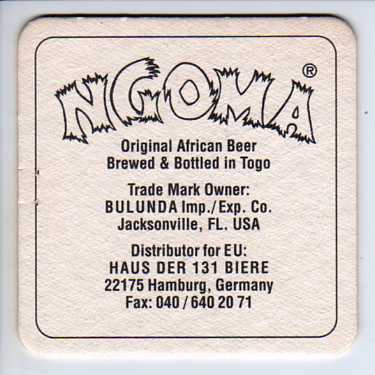 NGOMA ®
Original African Beer
Brewed & Bottled in Togo
Trade Mark Owner:
BULUNDA Imp./Exp. Co.
Jacksonville, FL. USA
Distributor for EU:
HAUS DER 131 BIERE
22175 Hamburg, Germany
Fax: 040 / 640 20 71